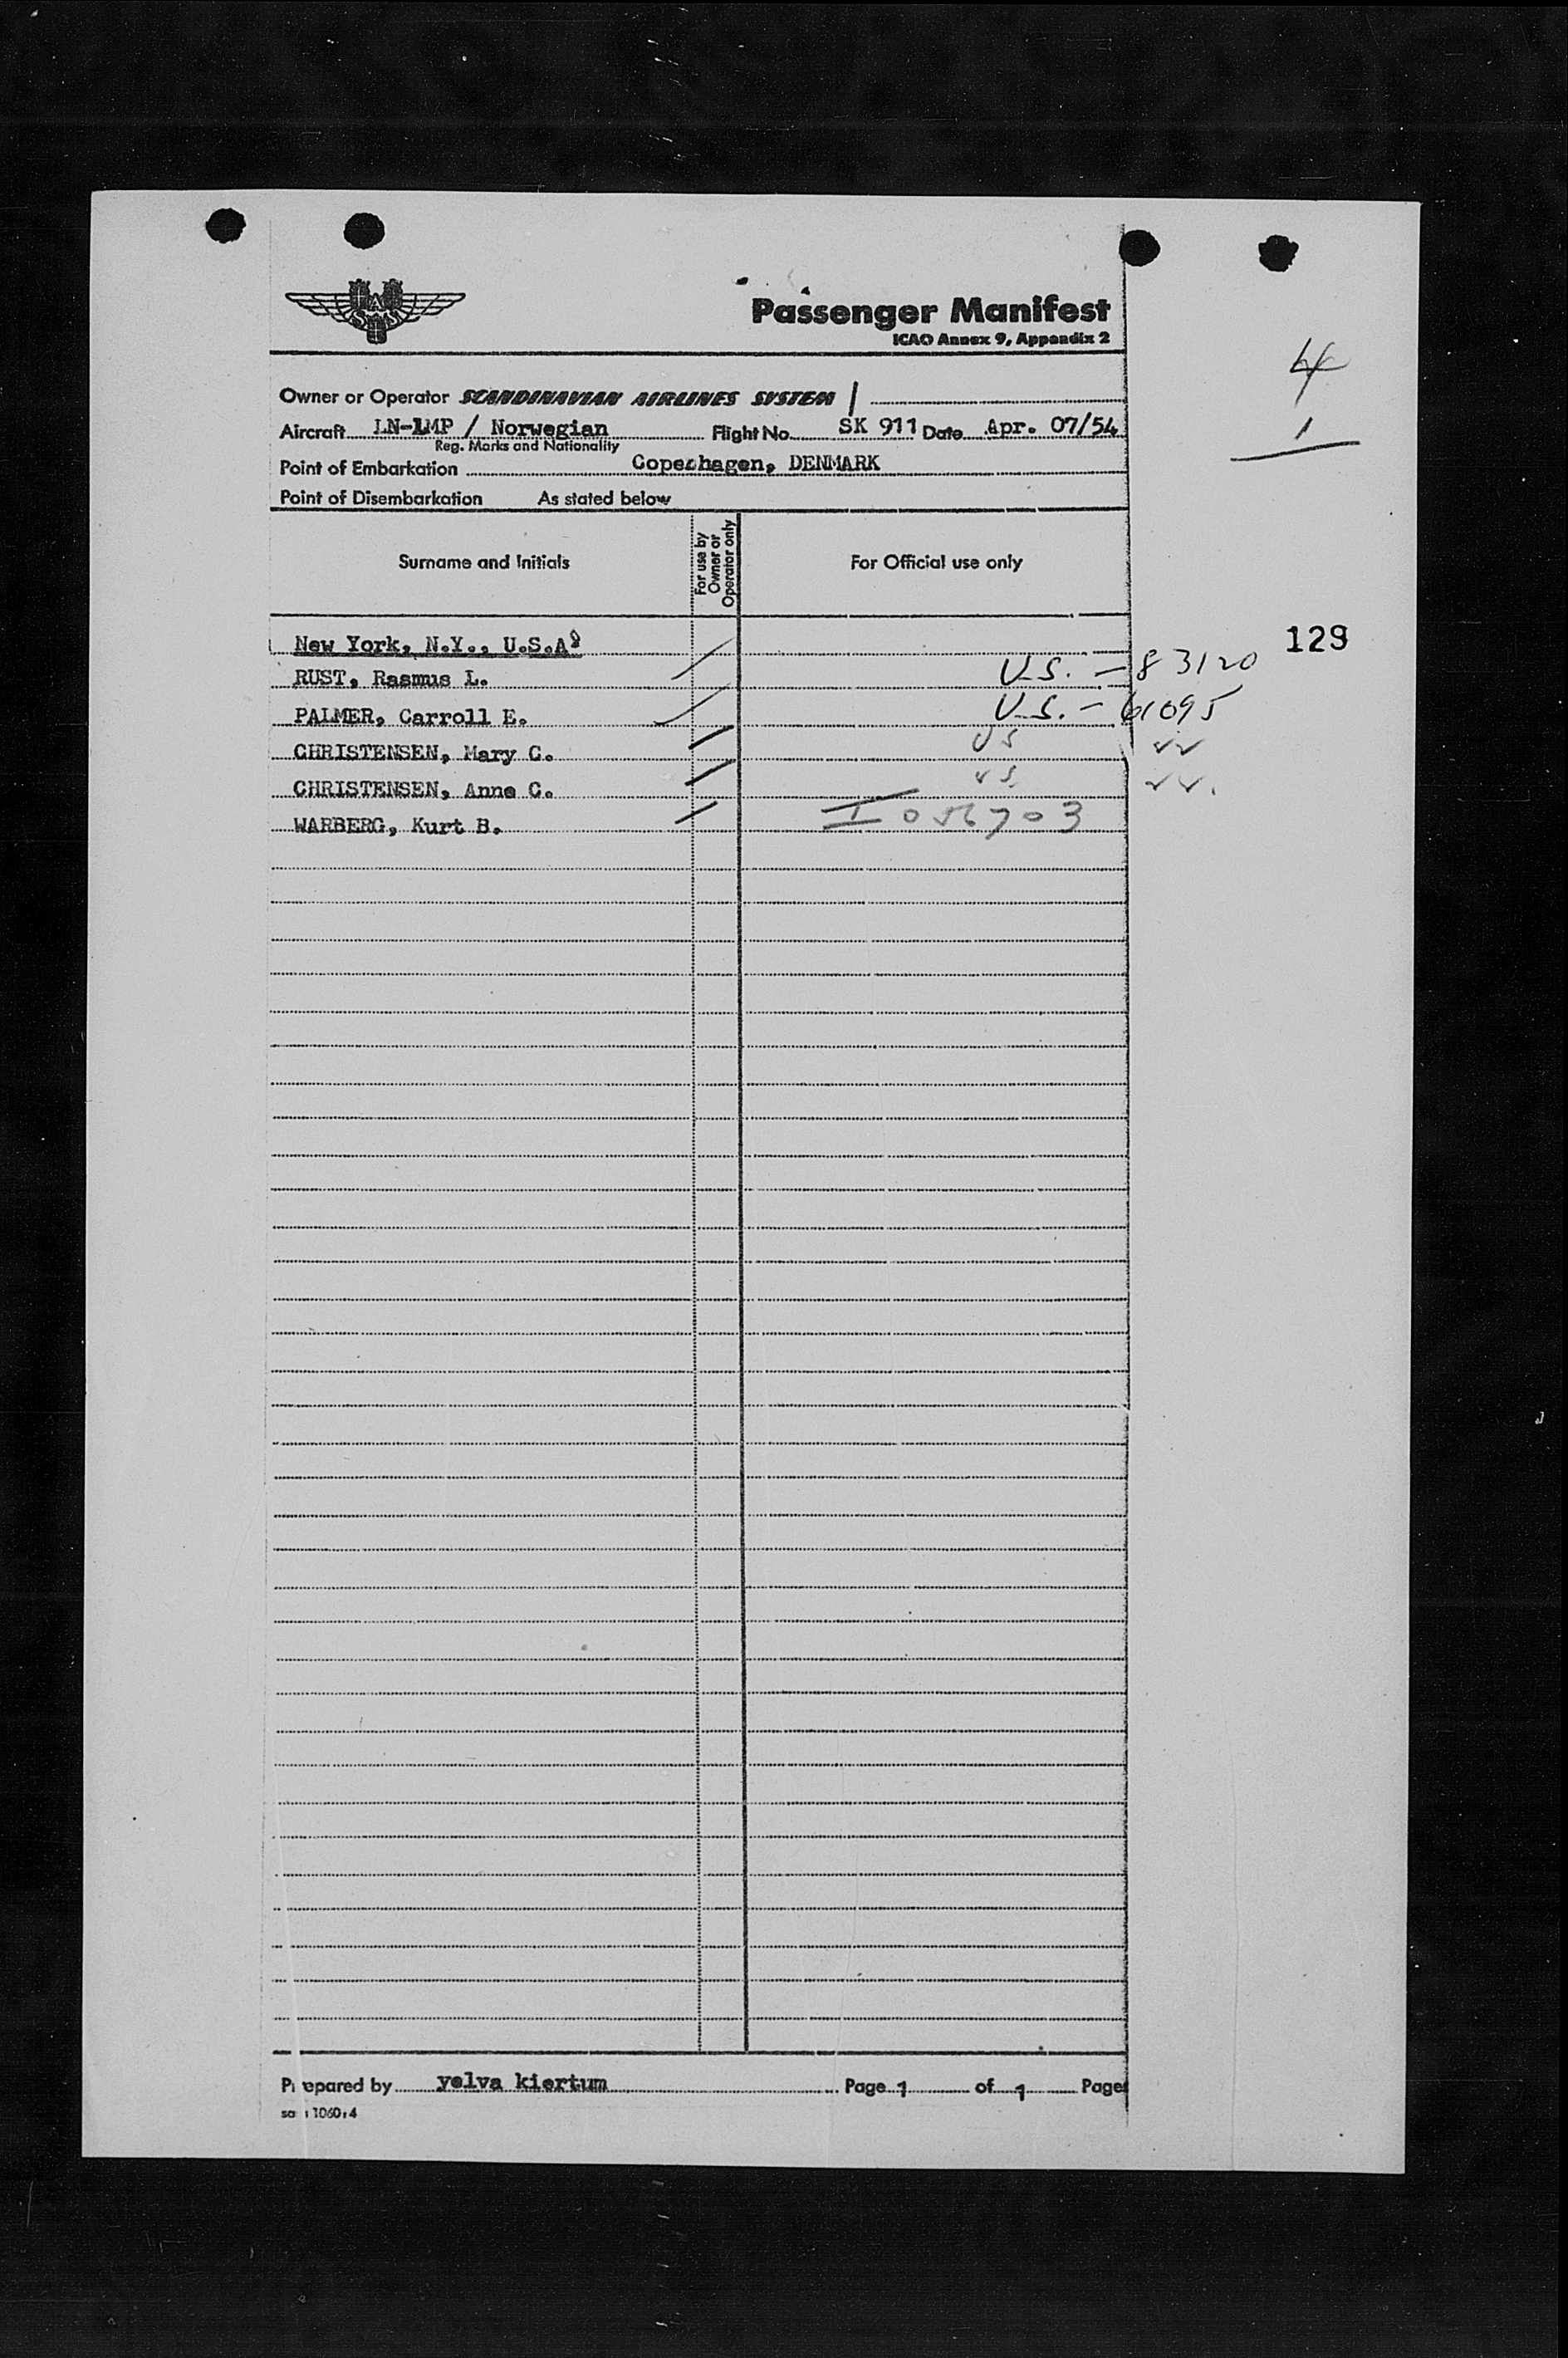 SAS
Passenger Manifest
ICAO Annex 9, Appendix 2
4
1
Owner or Operator SCANDINAVIAN AIRLINES SYSTEM /
Aircraft LN-LMP / Norwegian Flight No. SK 911 Date Apr. 07/54
Reg. Marks and Nationality
Point of Embarkation Copenhagen, DENMARK
Point of Disembarkation As stated below
Surname and Initials
For use by
Owner or
Operator only
For Official use only
129
New York, N.Y., U.S.A.
RUST, Rasmus L. U.S. - 83120
PALMER, Carroll E. U.S. - 61095
CHRISTENSEN, Mary C. US
CHRISTENSEN, Anne C. US
WARBERG, Kurt B. I 056703
Prepared by yelva kiertum Page 1 of 1 Pages
1060:4